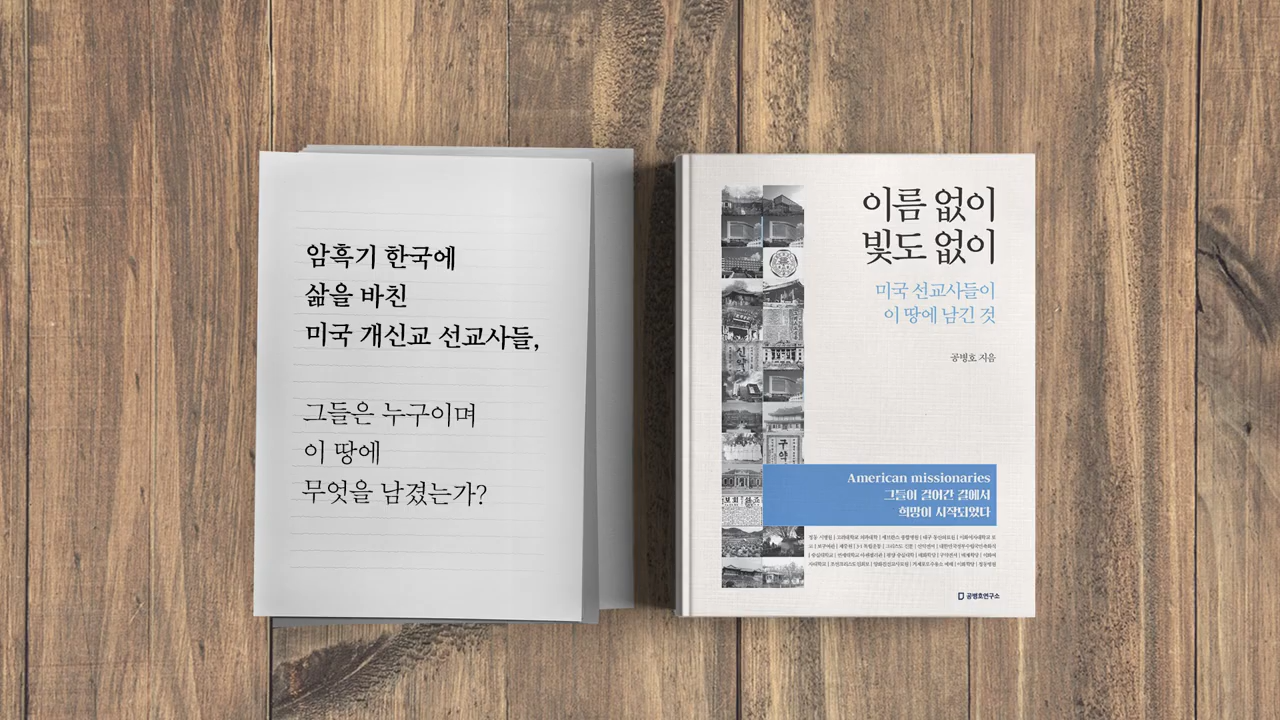 암흑기 한국에
삶을 바친
미국 개신교 선교사들,
그들은 누구이며
이 땅에
무엇을 남겼는가?
이름 없이
빛도 없이
미국 선교사들이
이 땅에 남긴 것
공병호 지음
구약
American missionaries
그들이 걸어간 길에서
희망이 시작되었다
공병호연구소